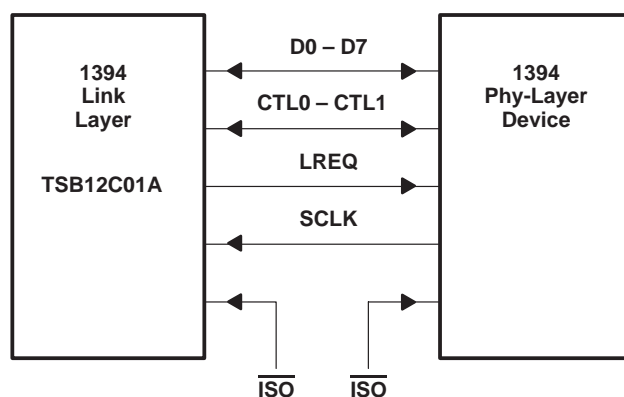 1394
Link
Layer
TSB12C01A
D0 – D7
CTL0 – CTL1
LREQ
SCLK
1394
Phy-Layer
Device
ISO
ISO